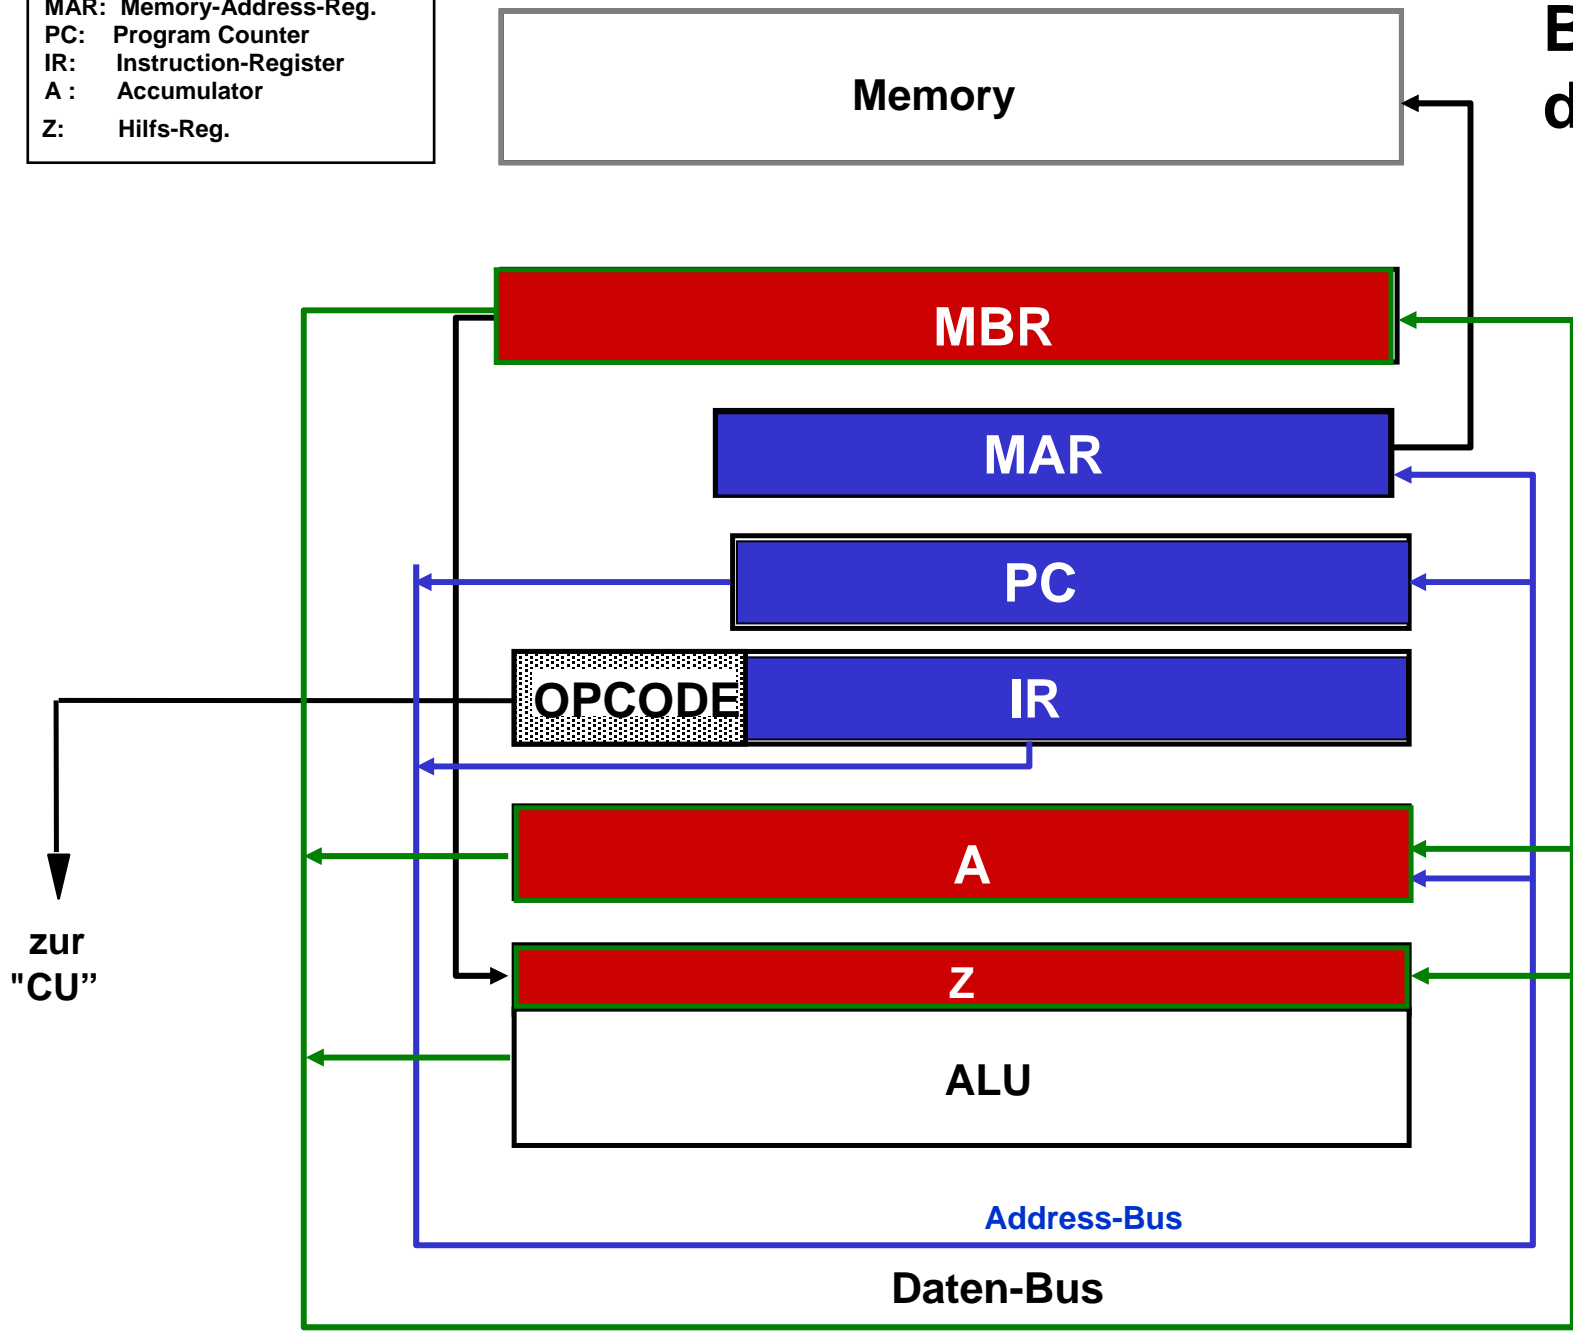 MAR: Memory-Address-Reg.
PC: Program Counter
IR: Instruction-Register
A : Accumulator
Z: Hilfs-Reg.
B
d
Memory
MBR
MAR
PC
OPCODE IR
A
zur
"CU”
Z
ALU
Address-Bus
Daten-Bus